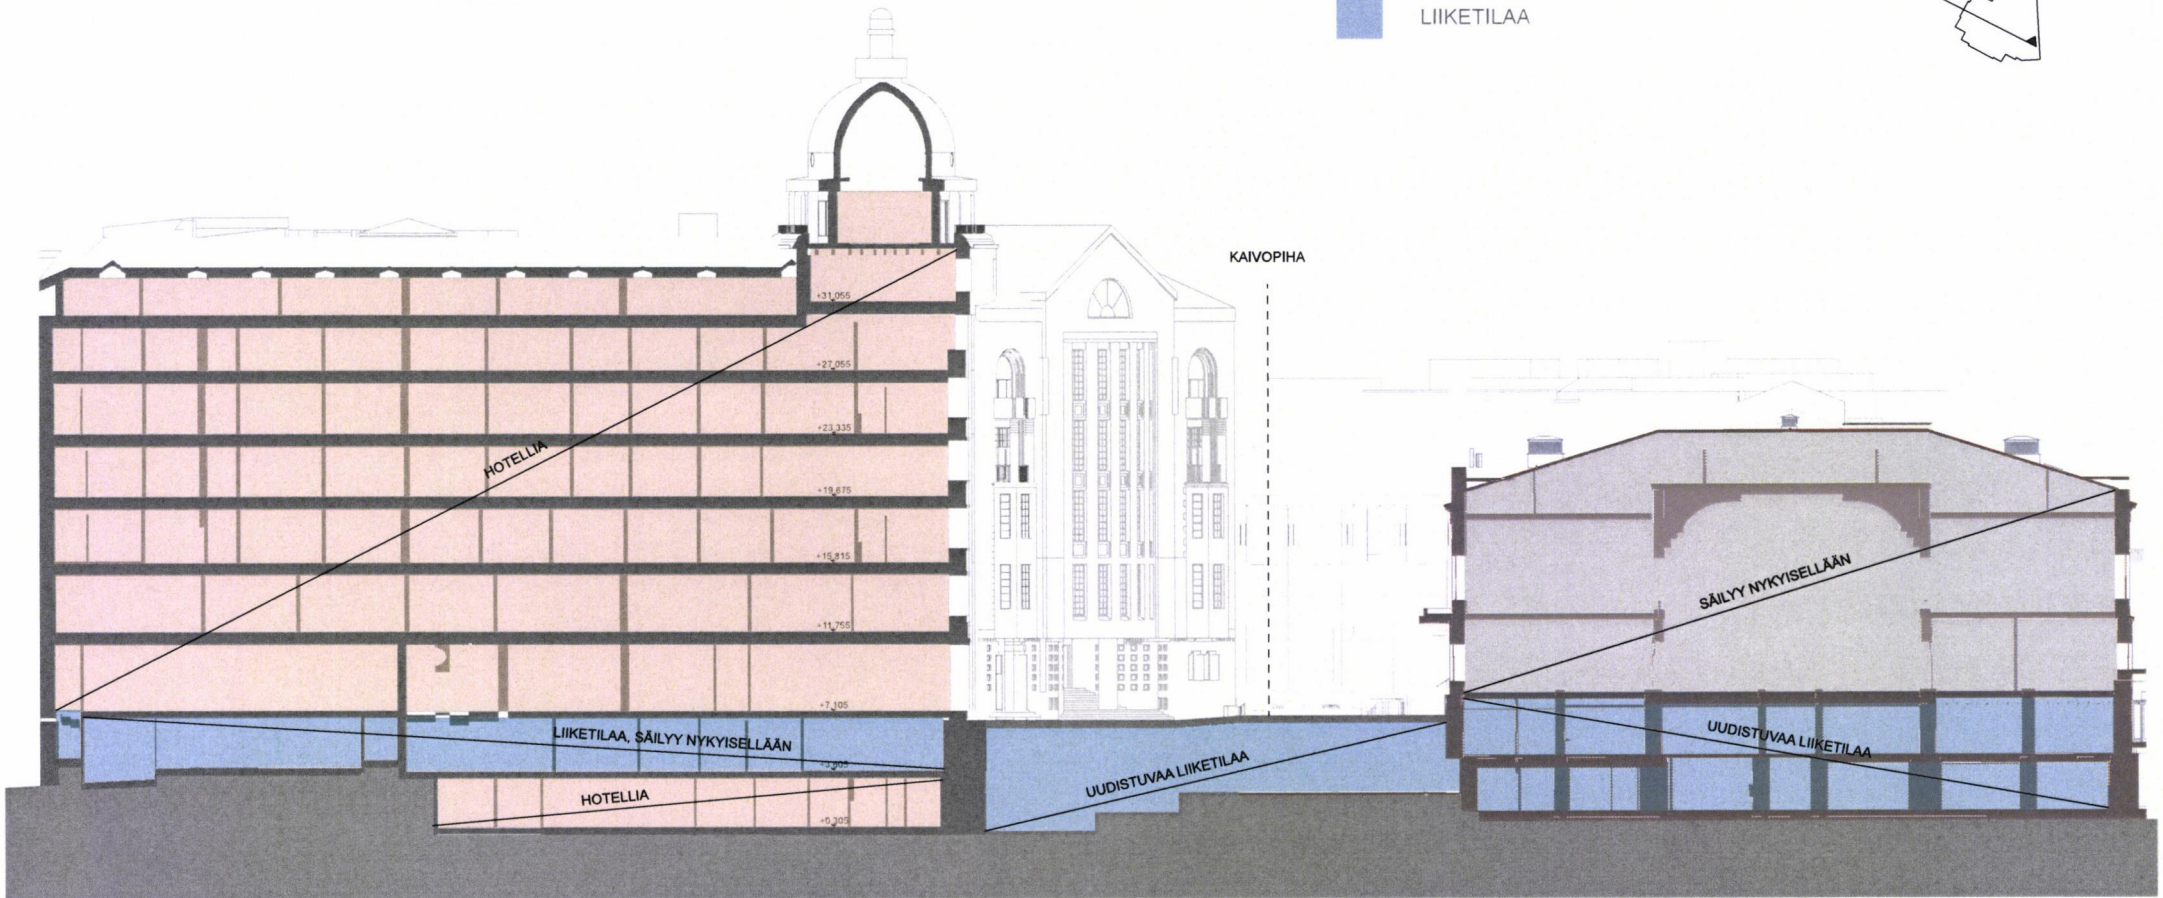 LIIKETILAA
KAIVOPIHA
+31,055
+27,055
+23,335
HOTELLIA
+19,675
+15,815
SÄILYY NYKYISELLÄÄN
+11,755
+7,105
LIIKETILAA, SÄILYY NYKYISELLÄÄN
UUDISTUVAA LIIKETILAA
UUDISTUVAA LIIKETILAA
HOTELLIA
+0,305